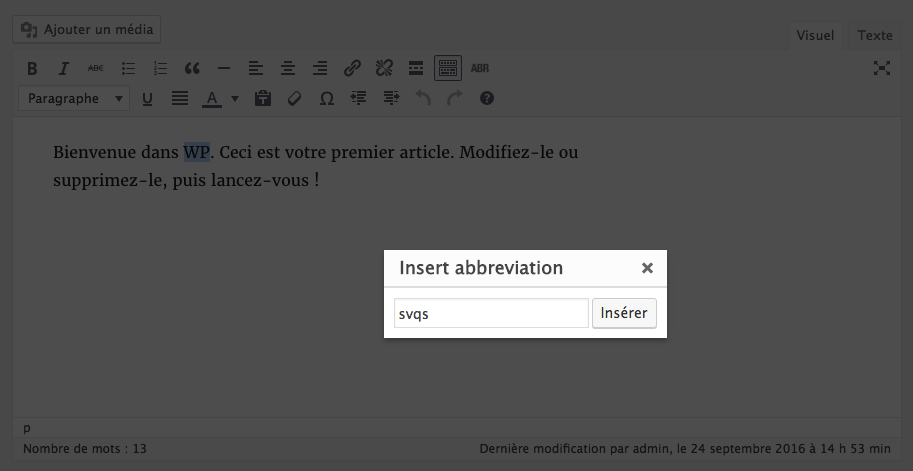 Ajouter un média
Visuel Texte
B I ABC ABR
Paragraphe U A Ω ?
Bienvenue dans WP. Ceci est votre premier article. Modifiez-le ou
supprimez-le, puis lancez-vous !
Insert abbreviation ×
svqs Insérer
p
Nombre de mots : 13 Dernière modification par admin, le 24 septembre 2016 à 14 h 53 min